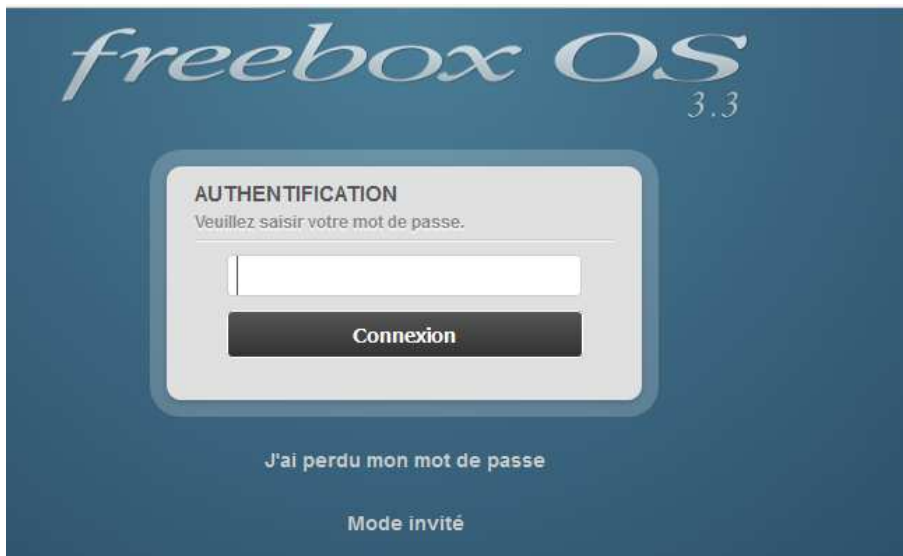 freebox OS
3.3
AUTHENTIFICATION
Veuillez saisir votre mot de passe.
Connexion
J'ai perdu mon mot de passe
Mode invité